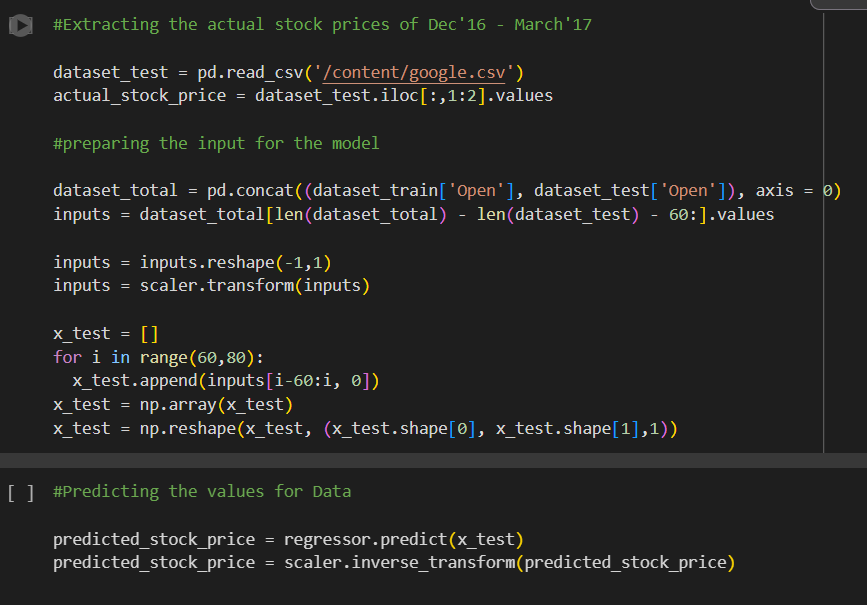 #Extracting the actual stock prices of Dec'16 - March'17
dataset_test = pd.read_csv('/content/google.csv')
actual_stock_price = dataset_test.iloc[:,1:2].values
#preparing the input for the model
dataset_total = pd.concat((dataset_train['Open'], dataset_test['Open']), axis = 0)
inputs = dataset_total[len(dataset_total) - len(dataset_test) - 60:].values
inputs = inputs.reshape(-1,1)
inputs = scaler.transform(inputs)
x_test = []
for i in range(60,80):
  x_test.append(inputs[i-60:i, 0])
x_test = np.array(x_test)
x_test = np.reshape(x_test, (x_test.shape[0], x_test.shape[1],1))
[ ] #Predicting the values for Data
predicted_stock_price = regressor.predict(x_test)
predicted_stock_price = scaler.inverse_transform(predicted_stock_price)